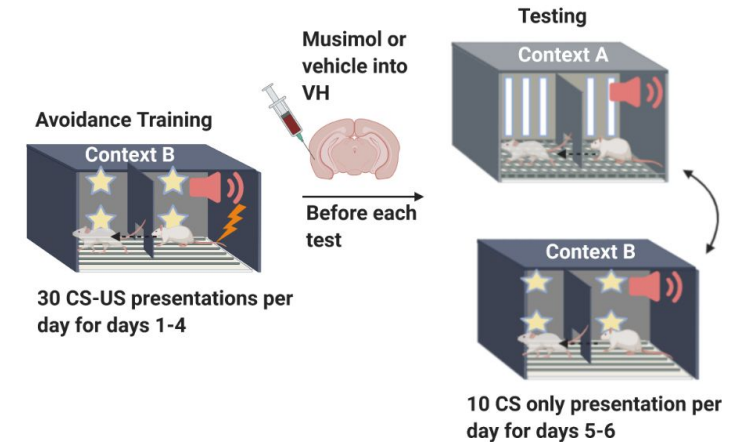 Testing
Musimol or
vehicle into
VH
Context A
Avoidance Training
Context B
Before each
test
Context B
30 CS-US presentations per
day for days 1-4
10 CS only presentation per
day for days 5-6